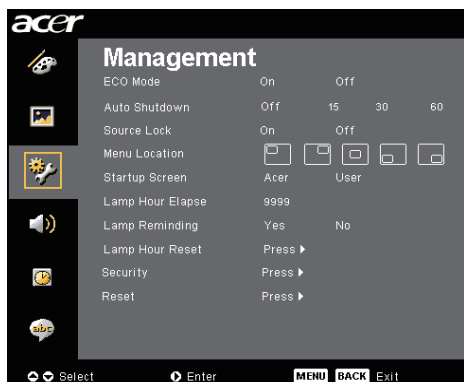 acer
Management
ECO Mode On Off
Auto Shutdown Off 15 30 60
Source Lock On Off
Menu Location
Startup Screen Acer User
Lamp Hour Elapse 9999
Lamp Reminding Yes No
Lamp Hour Reset Press
Security Press
Reset Press
abc
Select Enter MENU BACK Exit